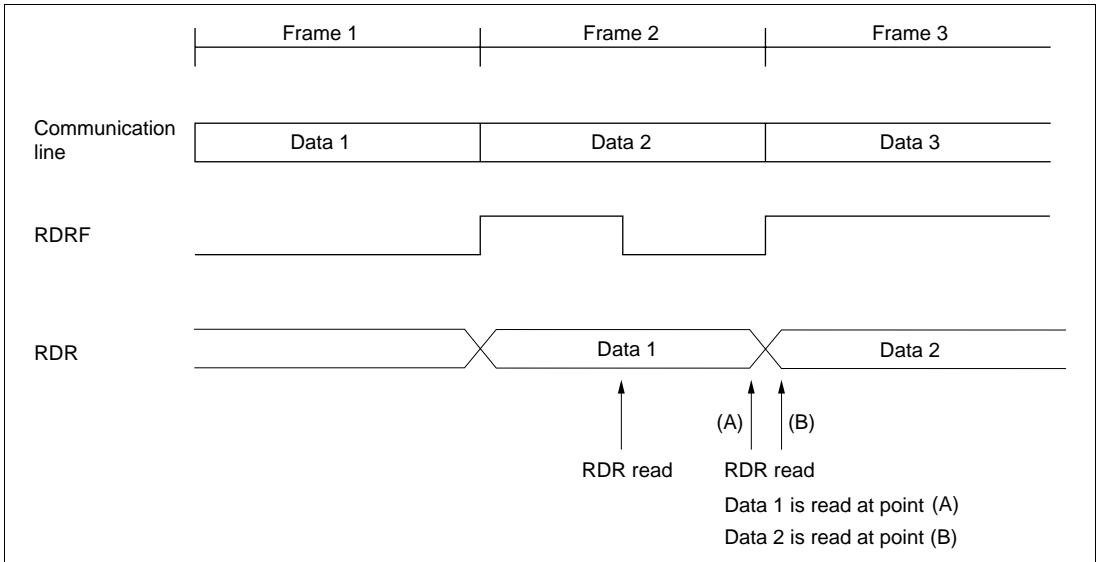 Frame 1 Frame 2 Frame 3
Communication
line
Data 1 Data 2 Data 3
RDRF
RDR
Data 1 Data 2
(A) (B)
RDR read RDR read
Data 1 is read at point (A)
Data 2 is read at point (B)